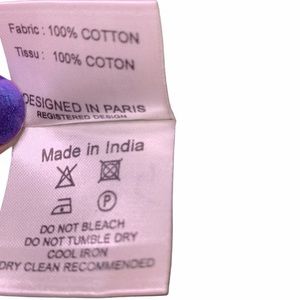 Fabric: 100% COTTON
Tissu: 100% COTON
DESIGNED IN PARIS
REGISTERED DESIGN
Made in India
P
DO NOT BLEACH
DO NOT TUMBLE DRY
COOL IRON
DRY CLEAN RECOMMENDED